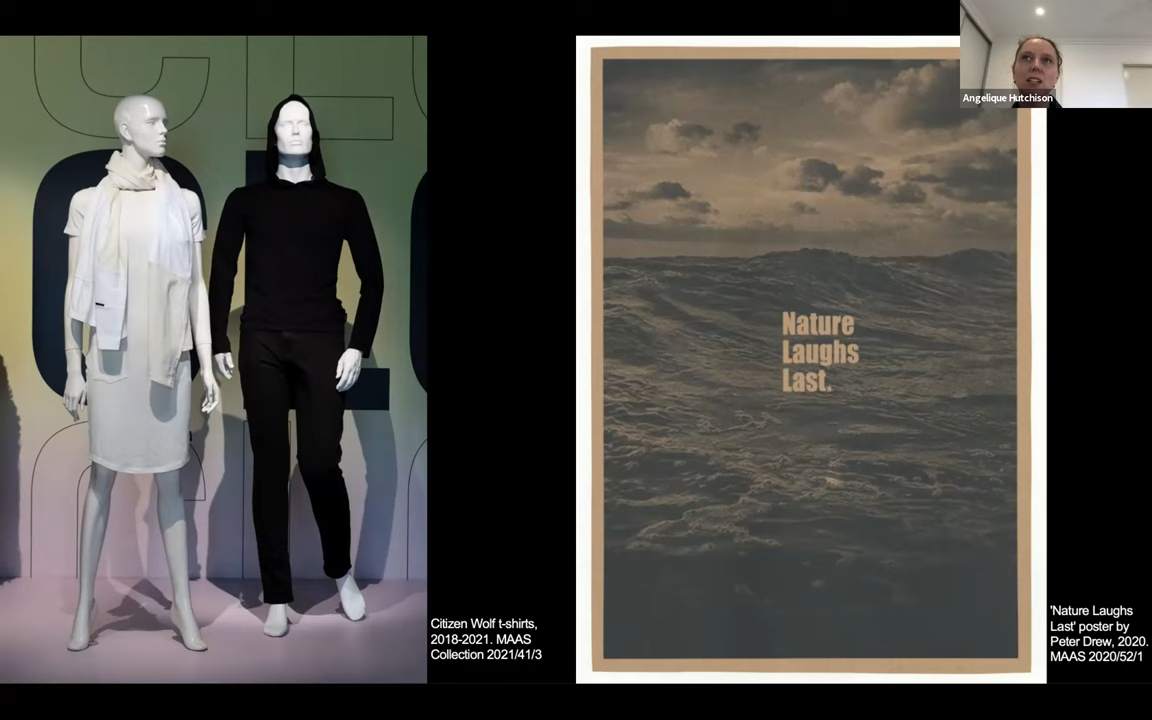 Citizen Wolf t-shirts,
2018-2021. MAAS
Collection 2021/41/3
Nature
Laughs
Last.
Angelique Hutchison
'Nature Laughs
Last' poster by
Peter Drew, 2020.
MAAS 2020/52/1